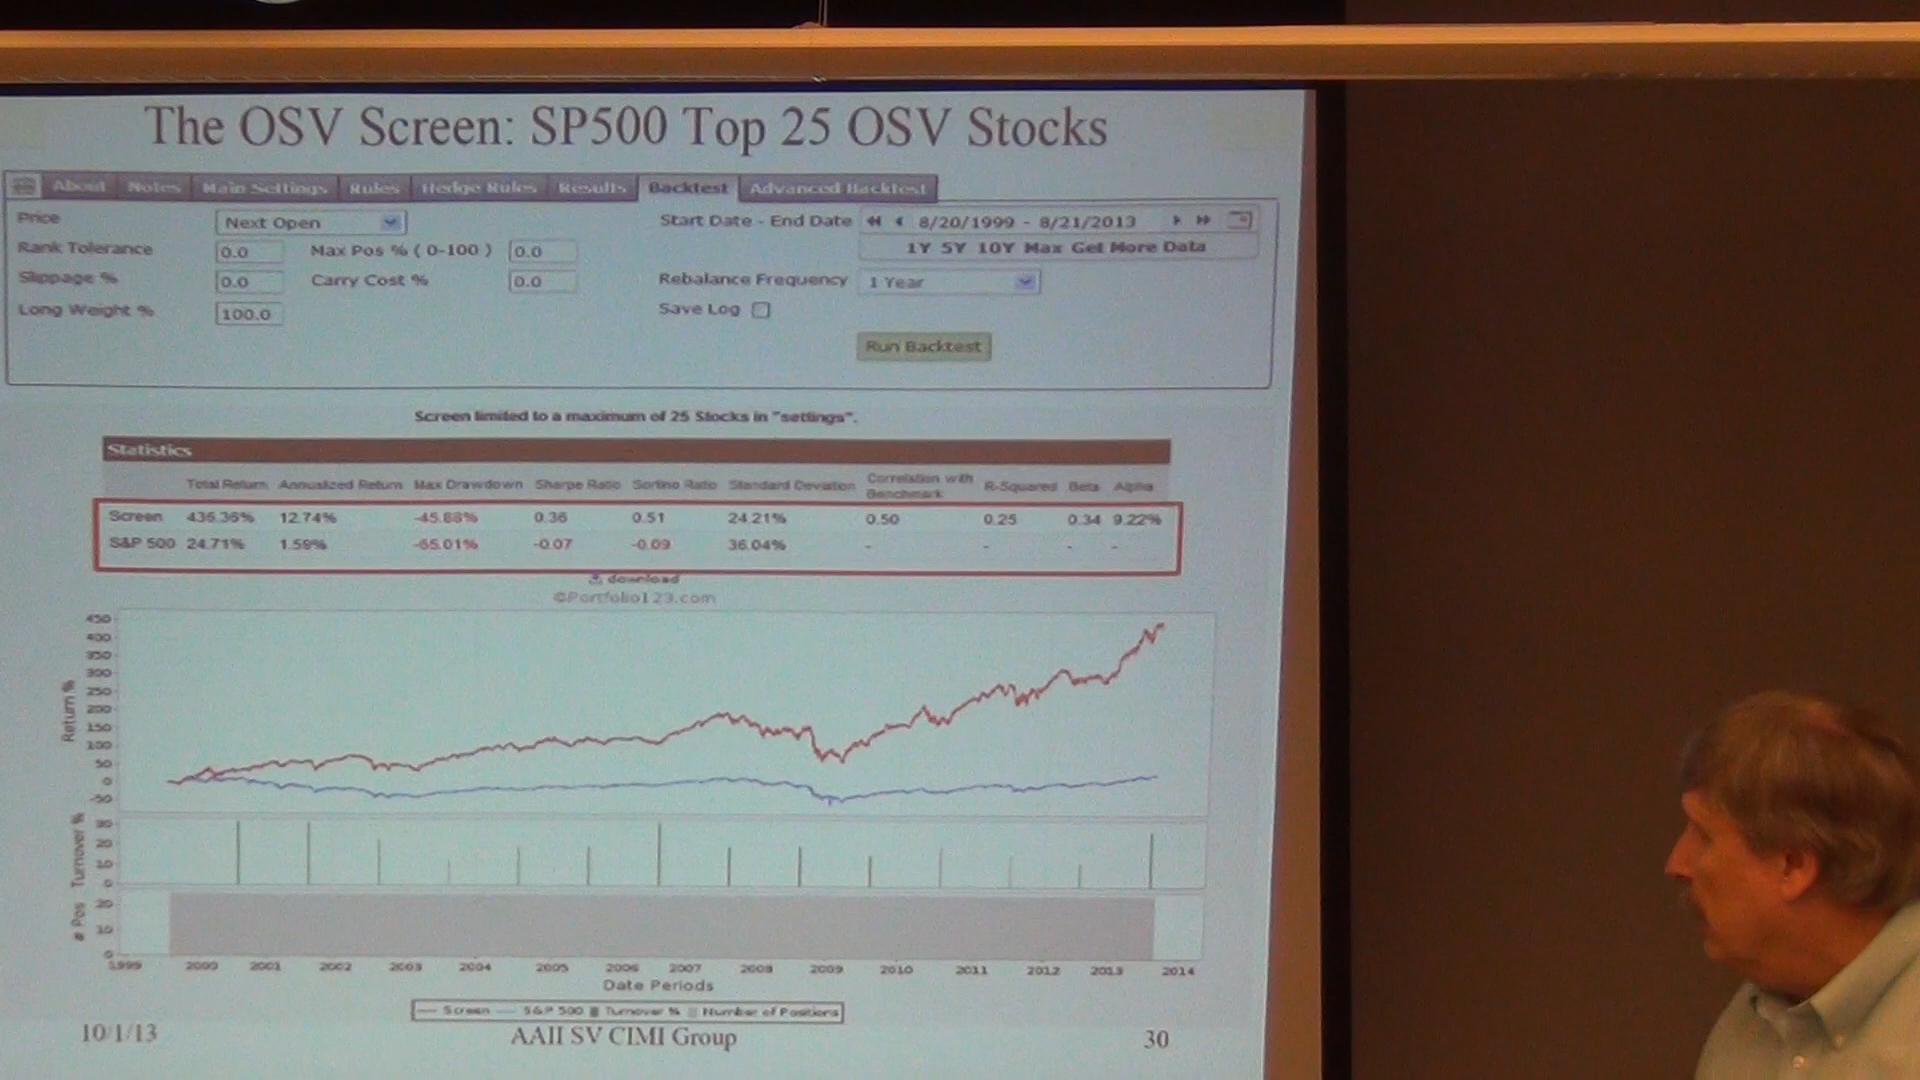 The OSV Screen: SP500 Top 25 OSV Stocks
About Notes Main Settings Rules Hedge Rules Results Backtest Advanced Backtest
Price Next Open Start Date - End Date 8/20/1999 - 8/21/2013
1Y 5Y 10Y Max Get More Data
Rank Tolerance 0.0 Max Pos % ( 0-100 ) 0.0
Slippage % 0.0 Carry Cost % 0.0 Rebalance Frequency 1 Year
Long Weight % 100.0 Save Log
Run Backtest
Screen limited to a maximum of 25 Stocks in "settings".
Statistics
Total Return Annualized Return Max Drawdown Sharpe Ratio Sortino Ratio Standard Deviation Correlation with Benchmark R-Squared Beta Alpha
Screen 436.36% 12.74% -45.88% 0.36 0.51 24.21% 0.50 0.25 0.34 9.22%
S&P 500 24.71% 1.59% -65.01% -0.07 -0.09 36.04% - - - -
download
©Portfolio123.com
450
400
350
300
250
200
150
100
50
0
-50
Return %
30
20
10
0
Turnover %
20
10
0
# Pos
1999 2000 2001 2002 2003 2004 2005 2006 2007 2008 2009 2010 2011 2012 2013 2014
Date Periods
Screen S&P 500 Turnover % Number of Positions
10/1/13 AAII SV CIMI Group 30